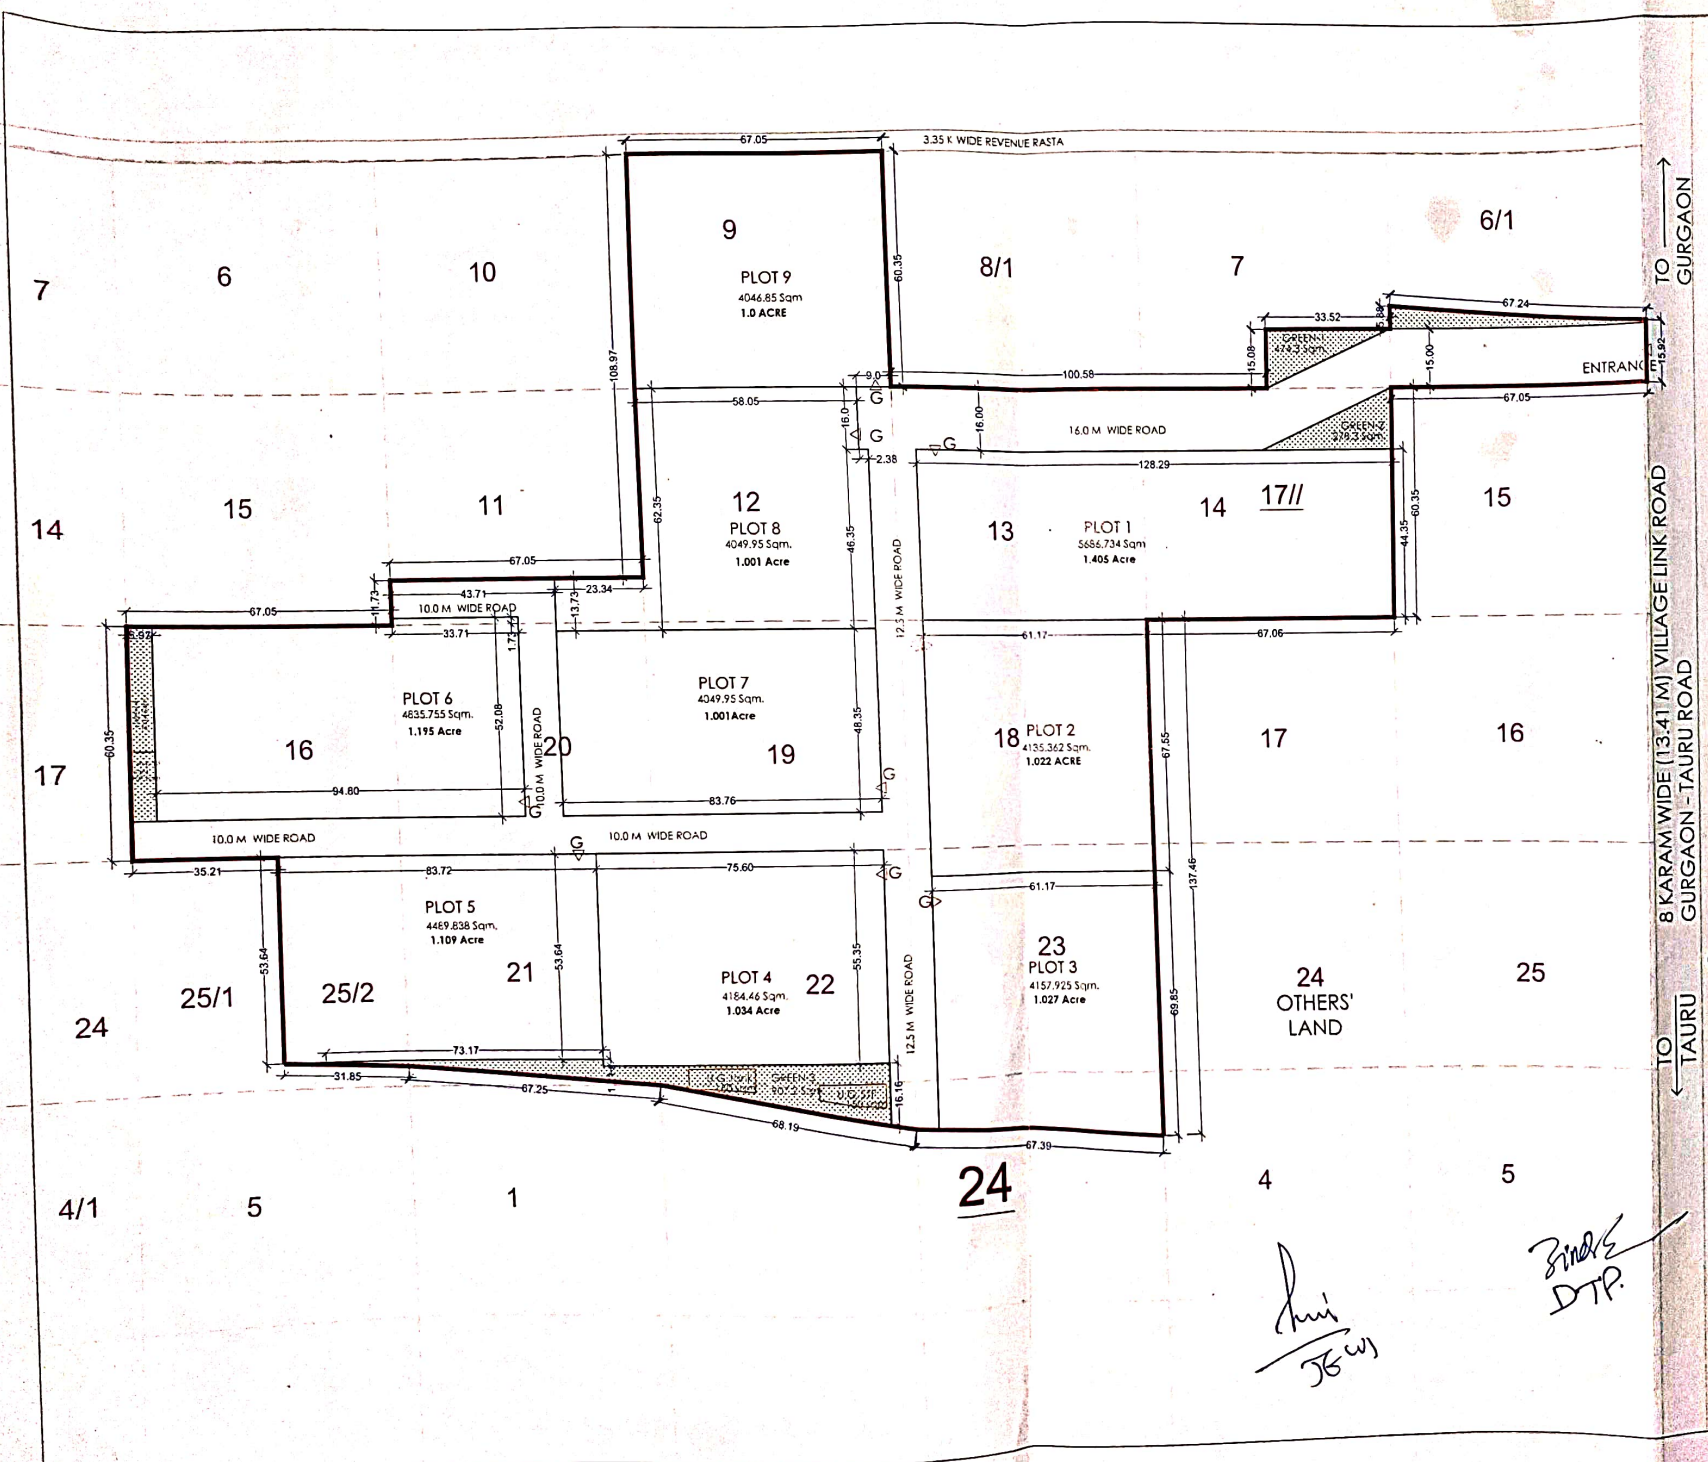 67.05
3.35 K WIDE REVENUE RASTA
TO GURGAON
9
6/1
8/1
7
10
6
7
PLOT 9
4046.85 Sqm
1.0 ACRE
60.35
108.97
67.24
33.52
15.08
15.00
15.92
ENTRANCE
100.58
9.0
58.05
67.05
G
16.0
G
16.00
16.0 M WIDE ROAD
G
GREEN-2
2.38
128.29
15
11
12
PLOT 8
4049.95 Sqm.
1.001 Acre
62.35
46.35
13
PLOT 1
5686.734 Sqm
1.405 Acre
14
17//
44.35
60.35
15
14
12.5 M WIDE ROAD
67.05
43.71
23.34
11.73
10.0 M WIDE ROAD
13.73
67.05
33.71
1.73
61.17
67.06
8 KARAM WIDE (13.41 M) VILLAGE LINK ROAD
GURGAON - TAURU ROAD
PLOT 6
4835.755 Sqm.
1.195 Acre
52.08
PLOT 7
4049.95 Sqm.
1.001Acre
48.35
18
PLOT 2
4135.362 Sqm.
1.022 ACRE
67.55
17
16
60.35
17
16
20
10.0 M WIDE ROAD
19
94.80
83.76
G
G
10.0 M WIDE ROAD
10.0 M WIDE ROAD
G
35.21
83.72
75.60
G
61.17
G
137.46
PLOT 5
4489.838 Sqm.
1.109 Acre
53.64
53.64
21
25/1
25/2
24
PLOT 4
4184.46 Sqm.
1.034 Acre
22
55.35
12.5 M WIDE ROAD
23
PLOT 3
4157.925 Sqm.
1.027 Acre
69.85
24
OTHERS'
LAND
25
TO TAURU
73.17
31.85
67.25
GREEN-3
16.16
68.19
67.39
24
4/1
5
1
4
5
DTP.